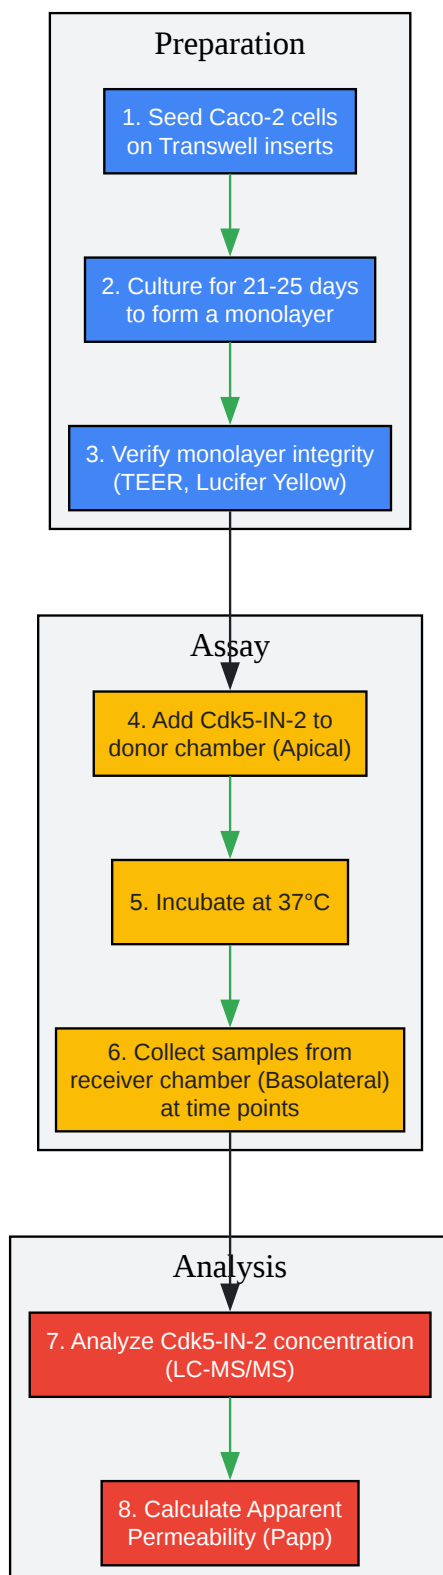 Preparation
1. Seed Caco-2 cells
on Transwell inserts
2. Culture for 21-25 days
to form a monolayer
3. Verify monolayer integrity
(TEER, Lucifer Yellow)
Assay
4. Add Cdk5-IN-2 to
donor chamber (Apical)
5. Incubate at 37°C
6. Collect samples from
receiver chamber (Basolateral)
at time points
Analysis
7. Analyze Cdk5-IN-2 concentration
(LC-MS/MS)
8. Calculate Apparent
Permeability (Papp)